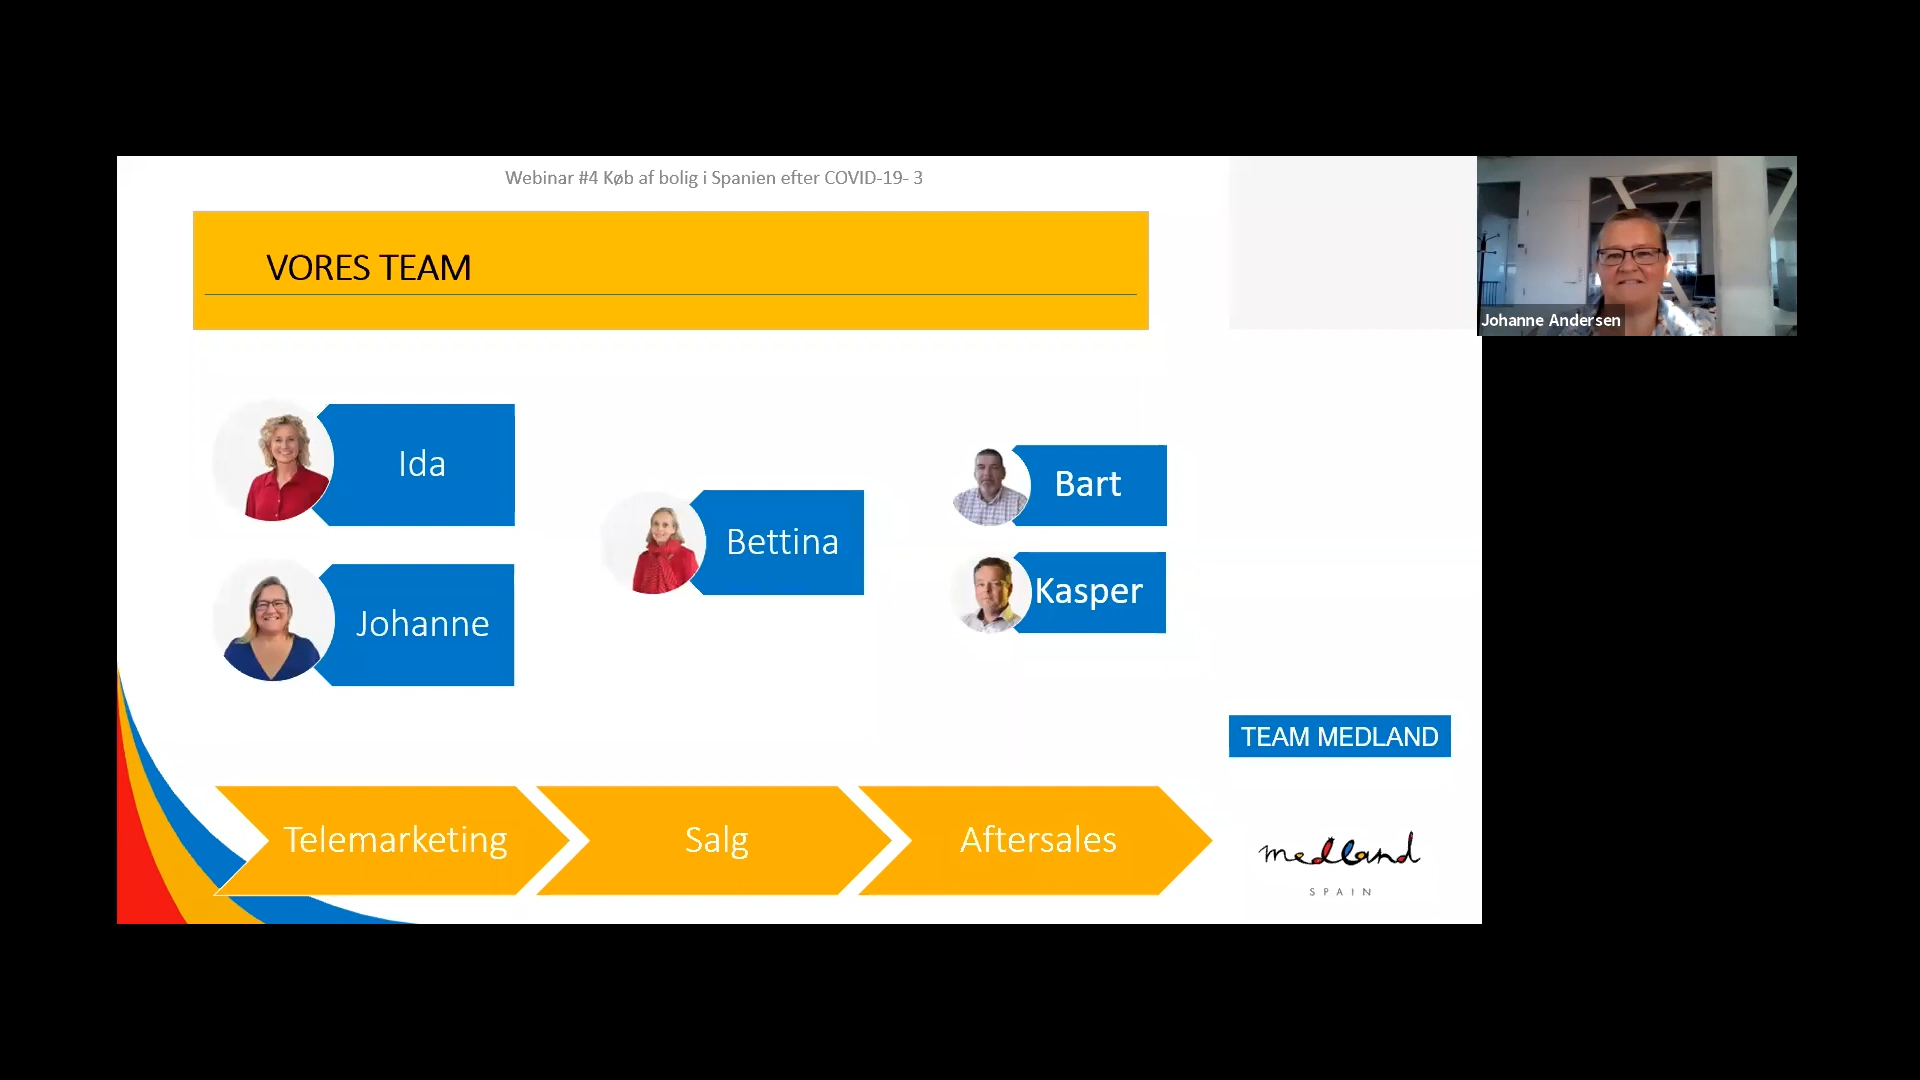 Webinar #4 Køb af bolig i Spanien efter COVID-19- 3
VORES TEAM
Johanne Andersen
Ida
Johanne
Bettina
Bart
Kasper
TEAM MEDLAND
Telemarketing
Salg
Aftersales
medland
SPAIN